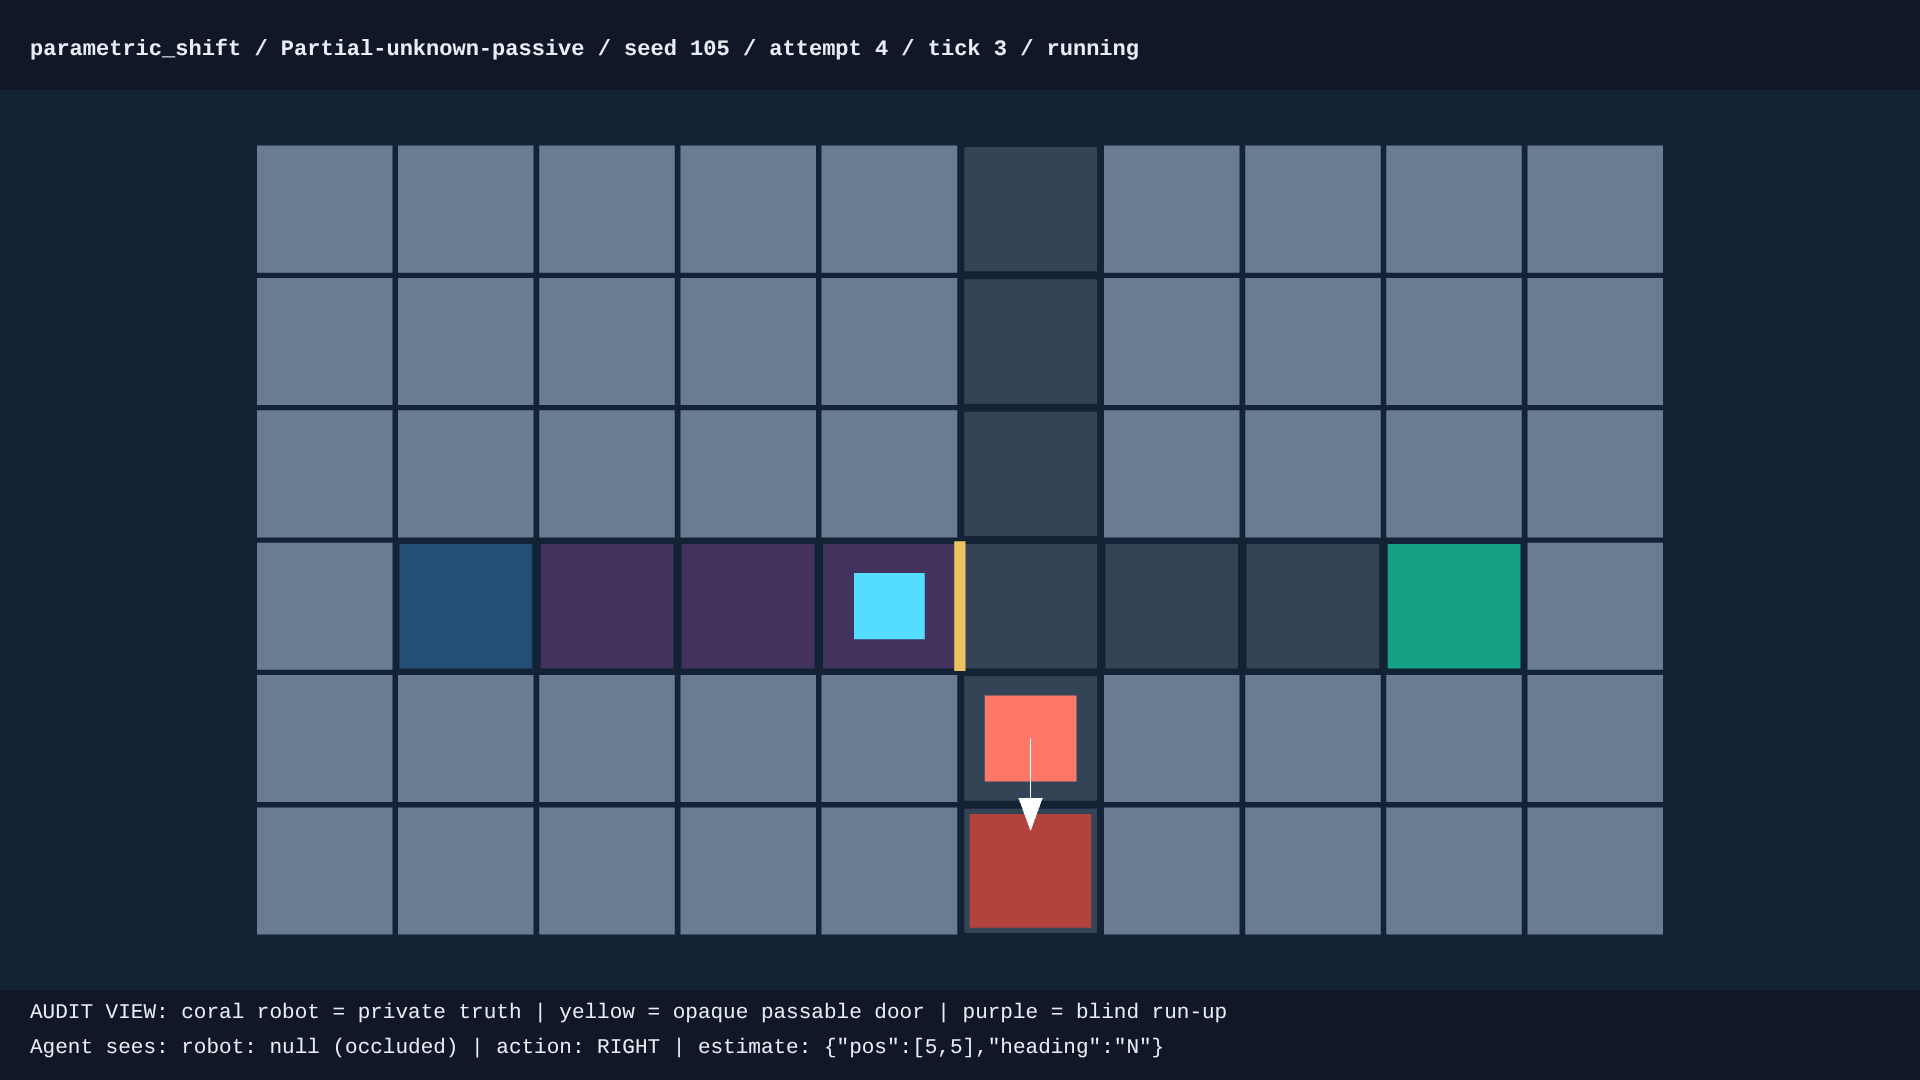 parametric_shift / Partial-unknown-passive / seed 105 / attempt 4 / tick 3 / running
AUDIT VIEW: coral robot = private truth | yellow = opaque passable door | purple = blind run-up
Agent sees: robot: null (occluded) | action: RIGHT | estimate: {"pos":[5,5],"heading":"N"}